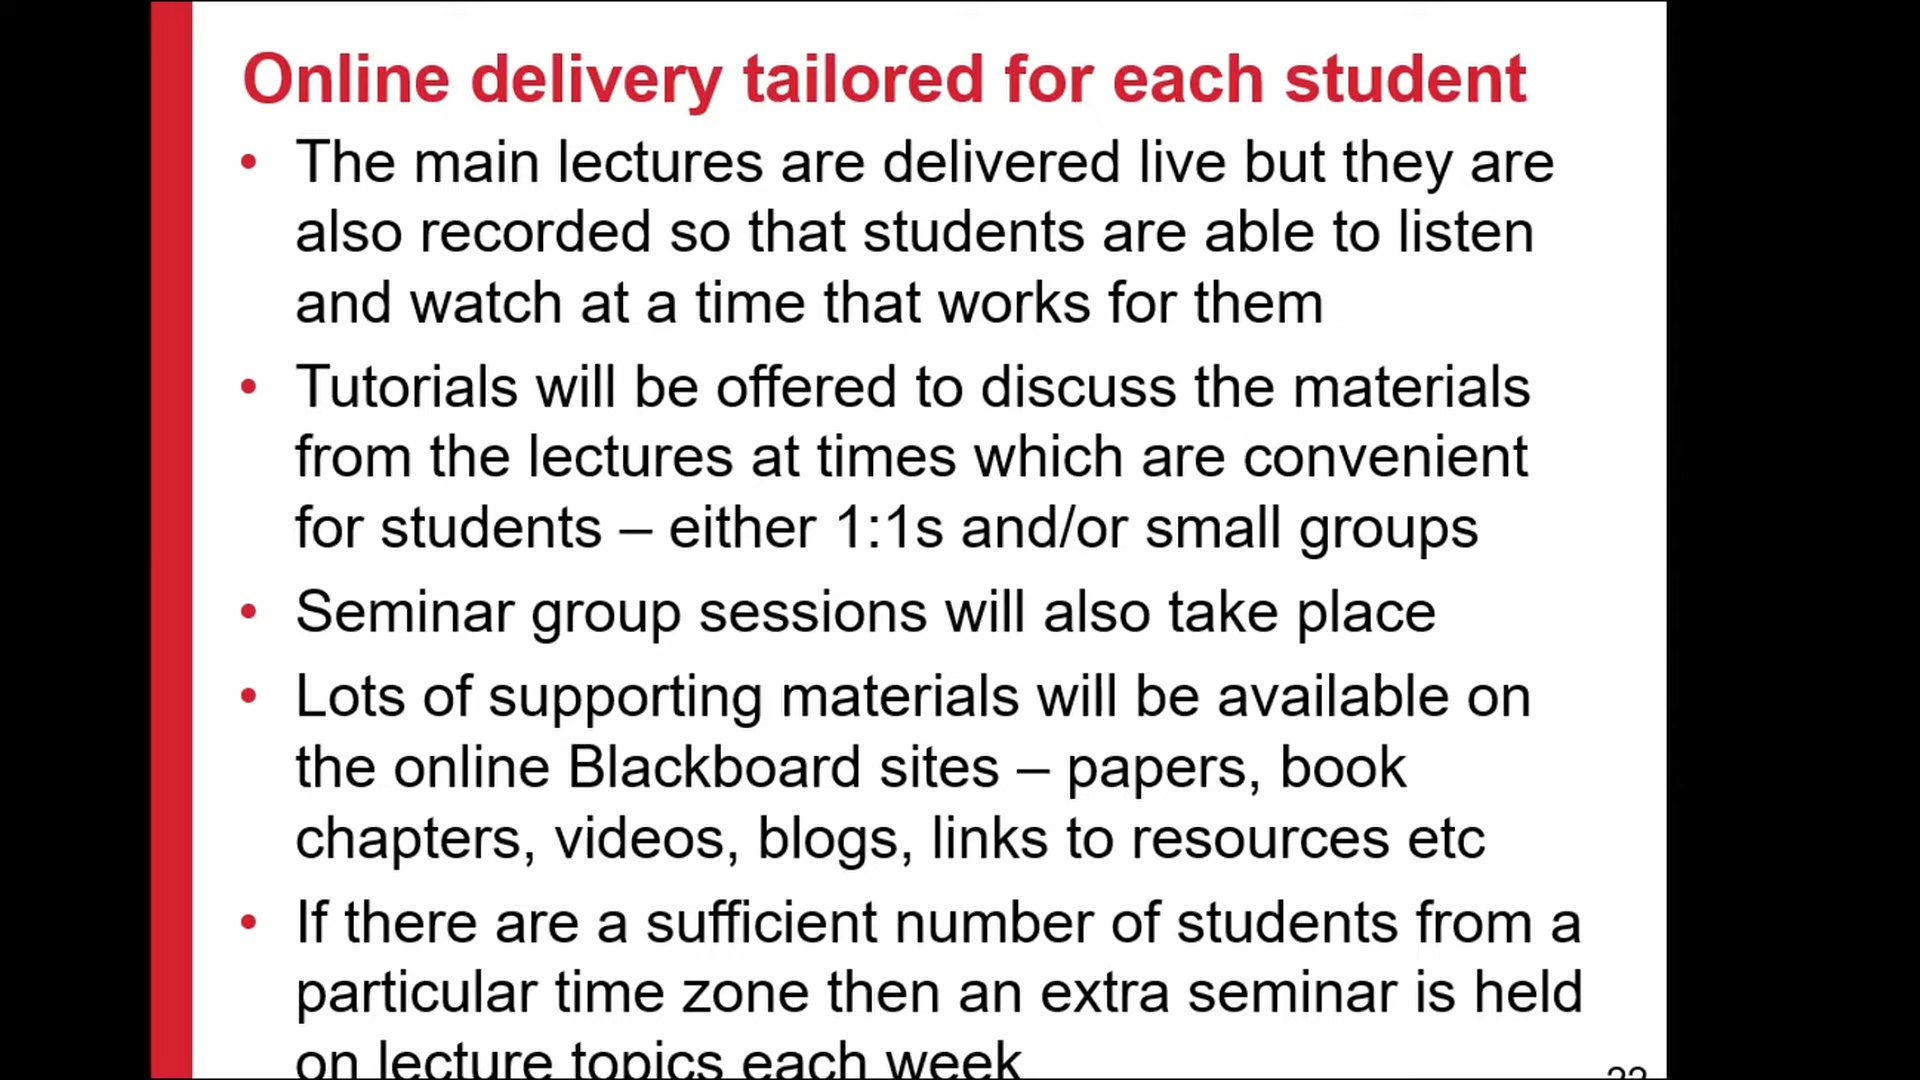 Online delivery tailored for each student
• The main lectures are delivered live but they are
also recorded so that students are able to listen
and watch at a time that works for them
• Tutorials will be offered to discuss the materials
from the lectures at times which are convenient
for students – either 1:1s and/or small groups
• Seminar group sessions will also take place
• Lots of supporting materials will be available on
the online Blackboard sites – papers, book
chapters, videos, blogs, links to resources etc
• If there are a sufficient number of students from a
particular time zone then an extra seminar is held
on lecture topics each week